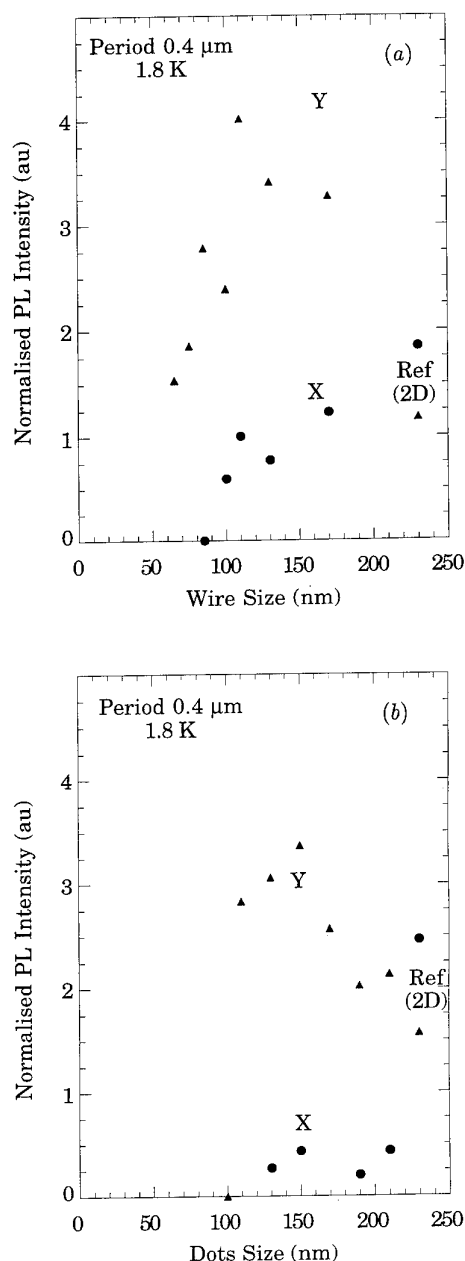 Period 0.4 μm
1.8 K
(a)
Y
X
Ref
(2D)
Normalised PL Intensity (au)
4
3
2
1
0
0 50 100 150 200 250
Wire Size (nm)
Period 0.4 μm
1.8 K
(b)
Y
X
Ref
(2D)
Normalised PL Intensity (au)
4
3
2
1
0
0 50 100 150 200 250
Dots Size (nm)